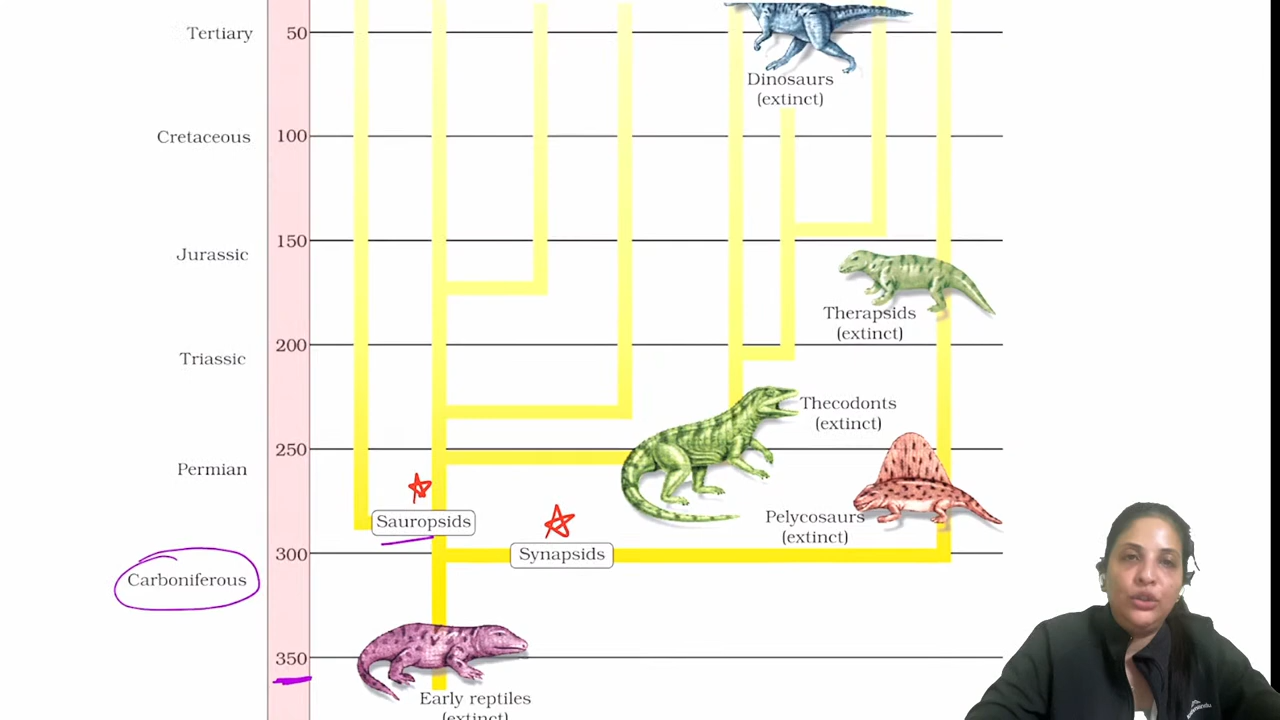 Tertiary
50
Dinosaurs
(extinct)
Cretaceous
100
150
Jurassic
Therapsids
(extinct)
200
Triassic
Thecodonts
(extinct)
250
Permian
Sauropsids
Pelycosaurs
(extinct)
300
Synapsids
Carboniferous
350
Early reptiles
(extinct)